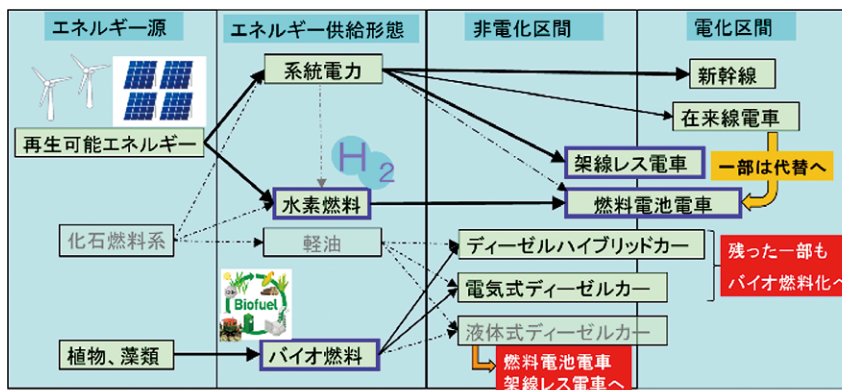 エネルギー源
エネルギー供給形態
非電化区間
電化区間
系統電力
新幹線
在来線電車
再生可能エネルギー
H2
架線レス電車
一部は代替へ
水素燃料
燃料電池電車
化石燃料系
軽油
ディーゼルハイブリッドカー
残った一部も
バイオ燃料化へ
Biofuel
電気式ディーゼルカー
液体式ディーゼルカー
植物、藻類
バイオ燃料
燃料電池電車
架線レス電車へ